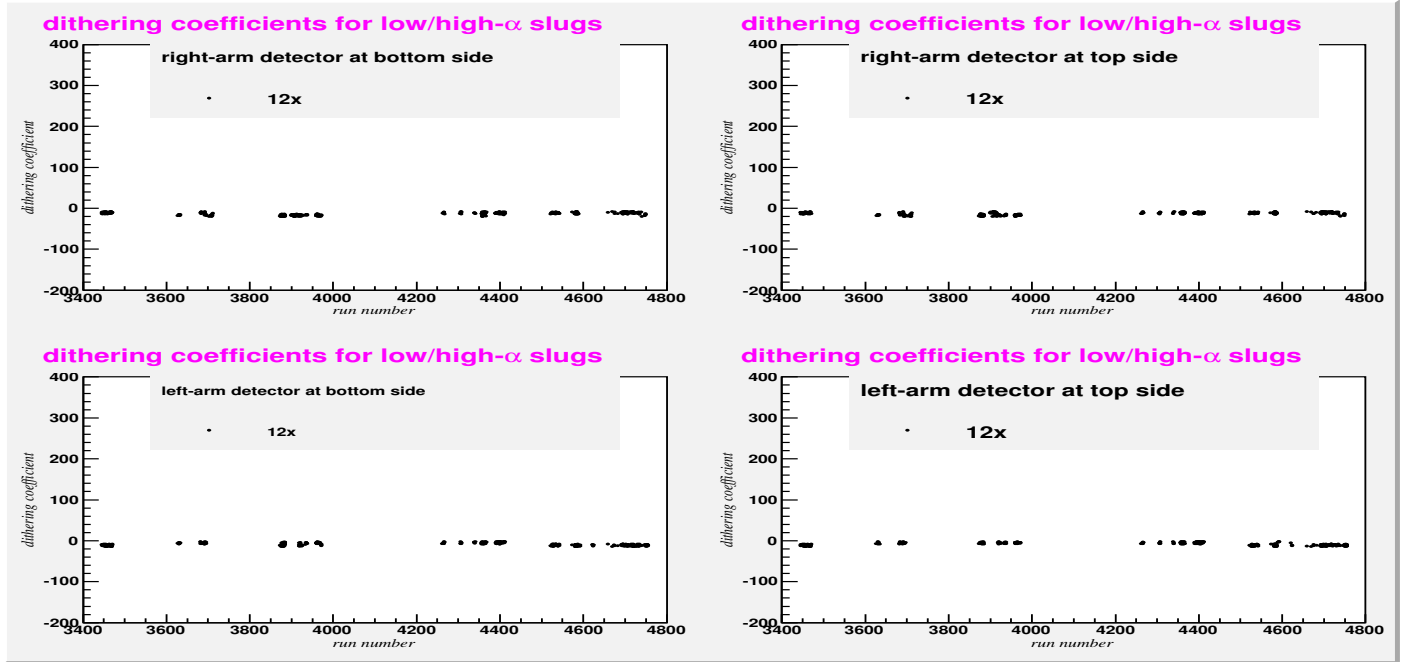 dithering coefficients for low/high-α slugs
right-arm detector at bottom side
12x
400
300
200
100
0
-100
-200
dithering coefficient
3400 3600 3800 4000 4200 4400 4600 4800
run number
dithering coefficients for low/high-α slugs
right-arm detector at top side
12x
400
300
200
100
0
-100
-200
dithering coefficient
3400 3600 3800 4000 4200 4400 4600 4800
run number
dithering coefficients for low/high-α slugs
left-arm detector at bottom side
12x
400
300
200
100
0
-100
-200
dithering coefficient
3400 3600 3800 4000 4200 4400 4600 4800
run number
dithering coefficients for low/high-α slugs
left-arm detector at top side
12x
400
300
200
100
0
-100
-200
dithering coefficient
3400 3600 3800 4000 4200 4400 4600 4800
run number